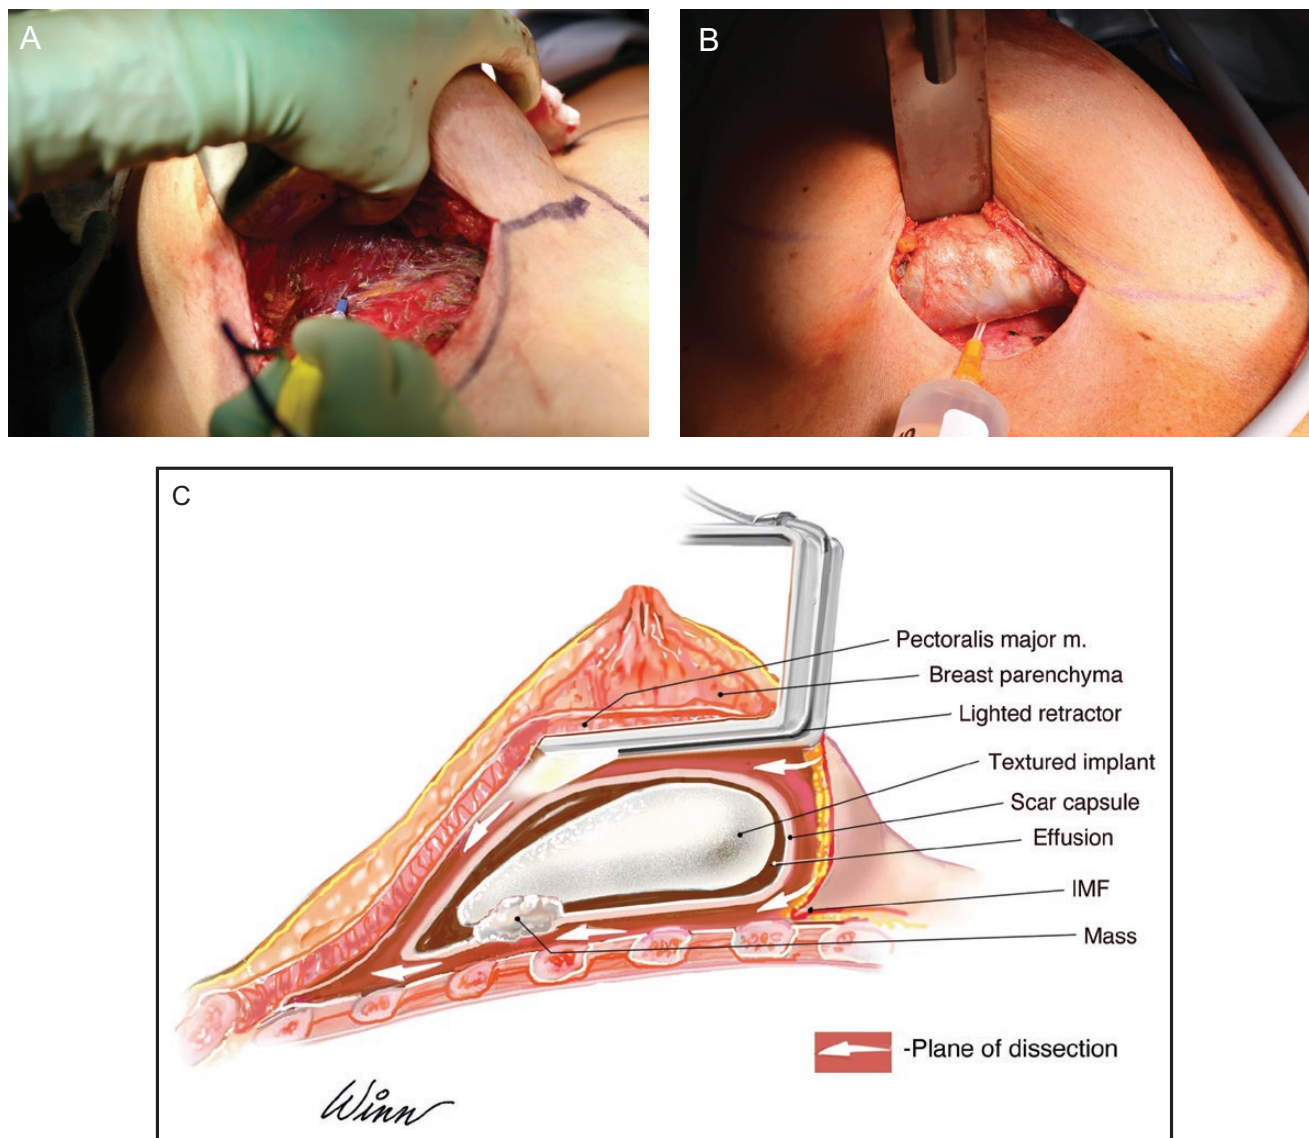 A
B
C
Pectoralis major m.
Breast parenchyma
Lighted retractor
Textured implant
Scar capsule
Effusion
IMF
Mass
-Plane of dissection
Winn